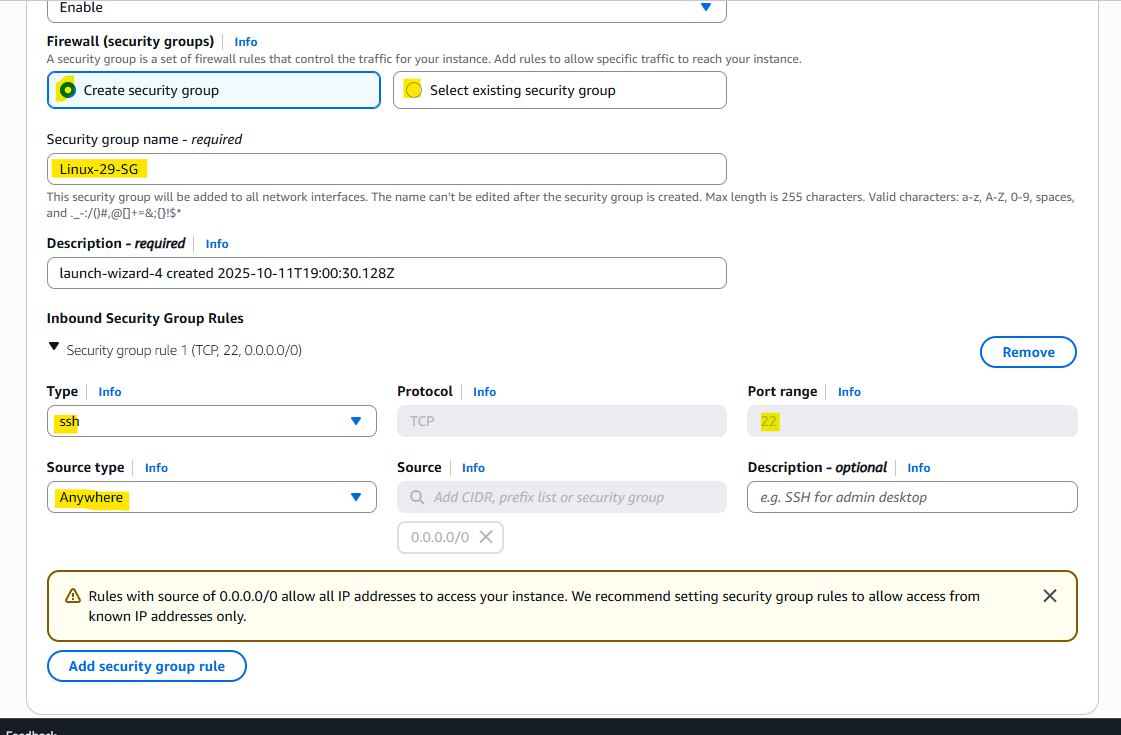 Enable
Firewall (security groups) Info
A security group is a set of firewall rules that control the traffic for your instance. Add rules to allow specific traffic to reach your instance.
Create security group Select existing security group
Security group name - required
Linux-29-SG
This security group will be added to all network interfaces. The name can't be edited after the security group is created. Max length is 255 characters. Valid characters: a-z, A-Z, 0-9, spaces,
and ._-:/()#,@[]+=&;{}!$*
Description - required Info
launch-wizard-4 created 2025-10-11T19:00:30.128Z
Inbound Security Group Rules
Security group rule 1 (TCP, 22, 0.0.0.0/0) Remove
Type Info Protocol Info Port range Info
ssh TCP 22
Source type Info Source Info Description - optional Info
Anywhere Add CIDR, prefix list or security group e.g. SSH for admin desktop
0.0.0.0/0
Rules with source of 0.0.0.0/0 allow all IP addresses to access your instance. We recommend setting security group rules to allow access from
known IP addresses only.
Add security group rule
Feedback